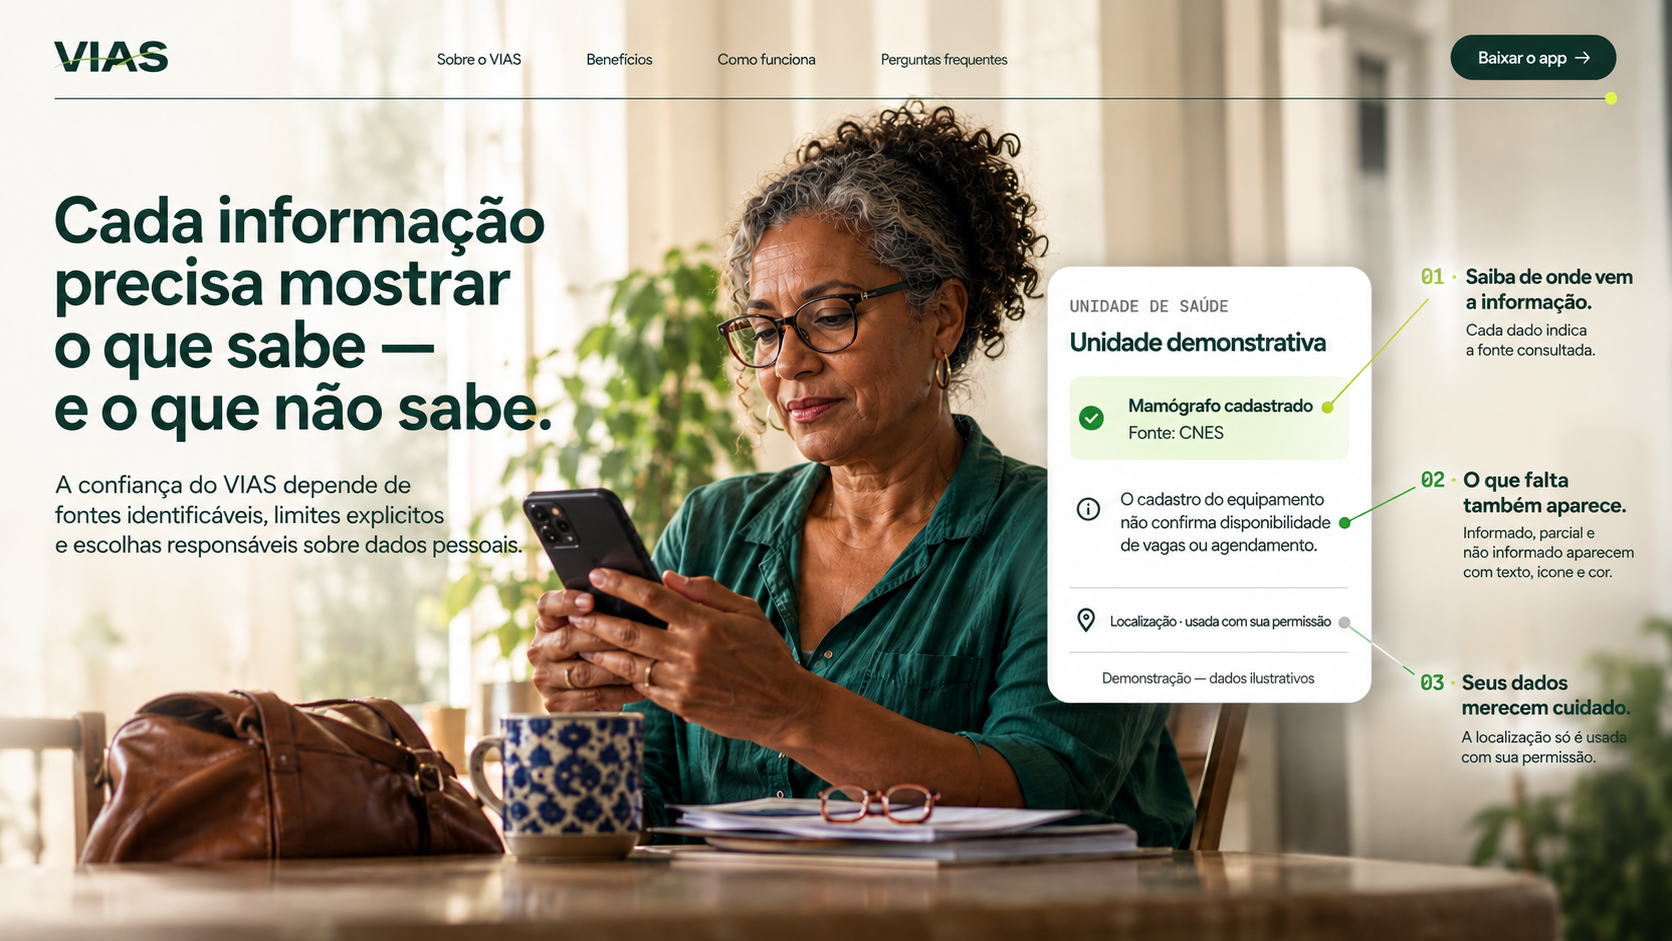 VIAS
Sobre o VIAS
Benefícios
Como funciona
Perguntas frequentes
Baixar o app →
Cada informação
precisa mostrar
o que sabe —
e o que não sabe.
A confiança do VIAS depende de
fontes identificáveis, limites explicitos
e escolhas responsáveis sobre dados pessoais.
UNIDADE DE SAÚDE
Unidade demonstrativa
Mamógrafo cadastrado
Fonte: CNES
O cadastro do equipamento
não confirma disponibilidade
de vagas ou agendamento.
Localização · usada com sua permissão
Demonstração — dados ilustrativos
01 · Saiba de onde vem
a informação.
Cada dado indica
a fonte consultada.
02 · O que falta
também aparece.
Informado, parcial e
não informado aparecem
com texto, icone e cor.
03 · Seus dados
merecem cuidado.
A localização só é usada
com sua permissão.